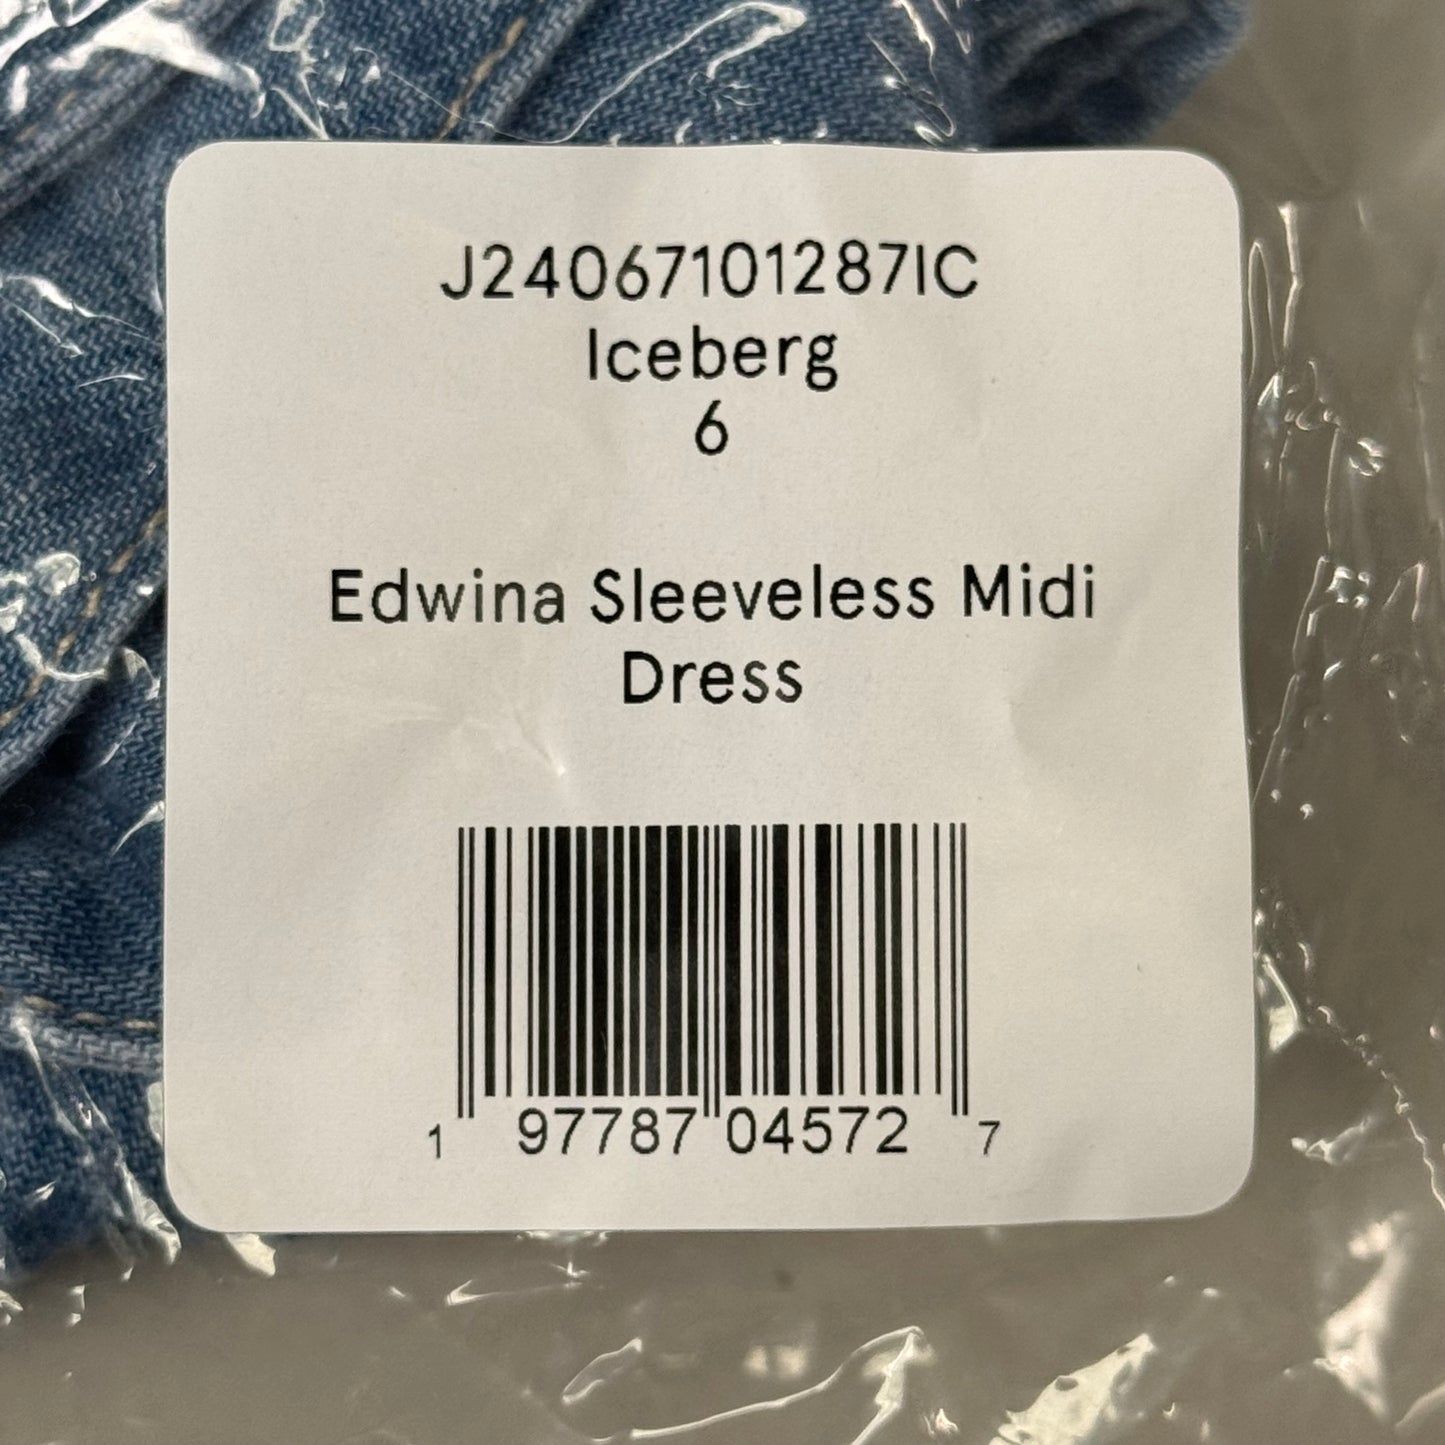 J24067101287IC
Iceberg
6
Edwina Sleeveless Midi
Dress
1 97787 04572 7